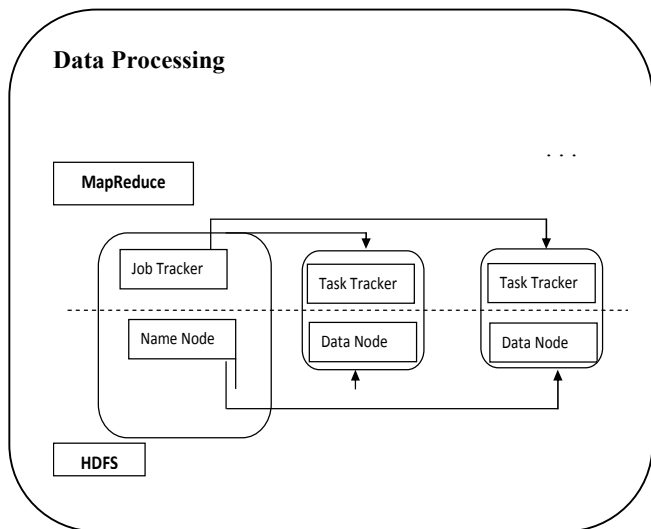 Data Processing
. . .
MapReduce
Job Tracker
Task Tracker
Task Tracker
Name Node
Data Node
Data Node
HDFS